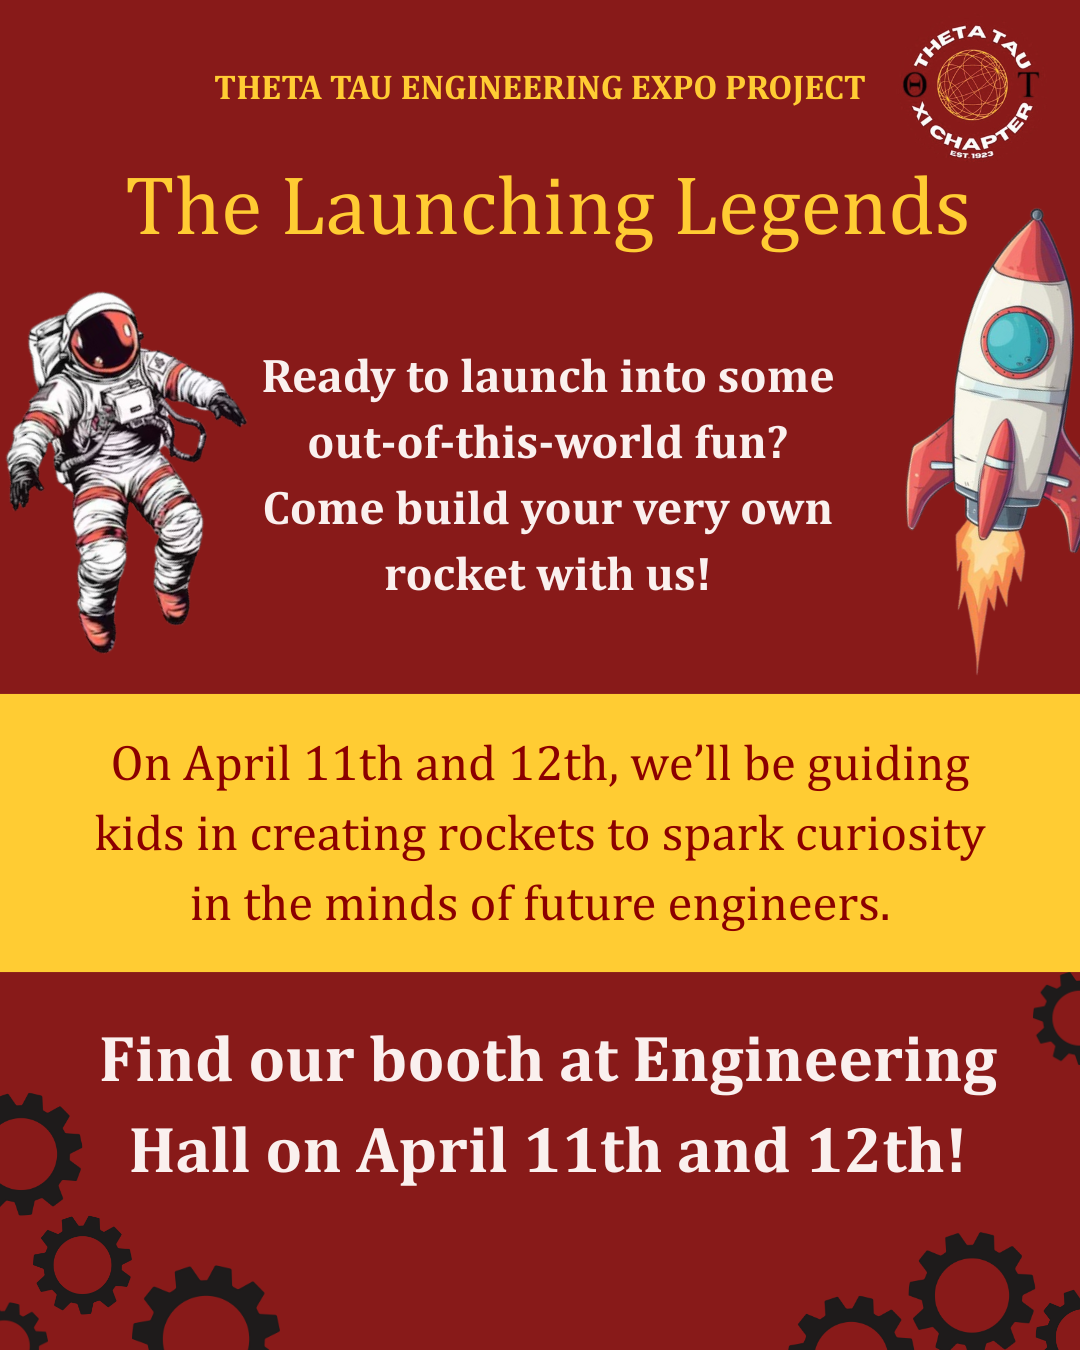 THETA TAU ENGINEERING EXPO PROJECT
THETA TAU
Θ T
XI CHAPTER
EST. 1923
The Launching Legends
Ready to launch into some
out-of-this-world fun?
Come build your very own
rocket with us!
On April 11th and 12th, we’ll be guiding
kids in creating rockets to spark curiosity
in the minds of future engineers.
Find our booth at Engineering
Hall on April 11th and 12th!